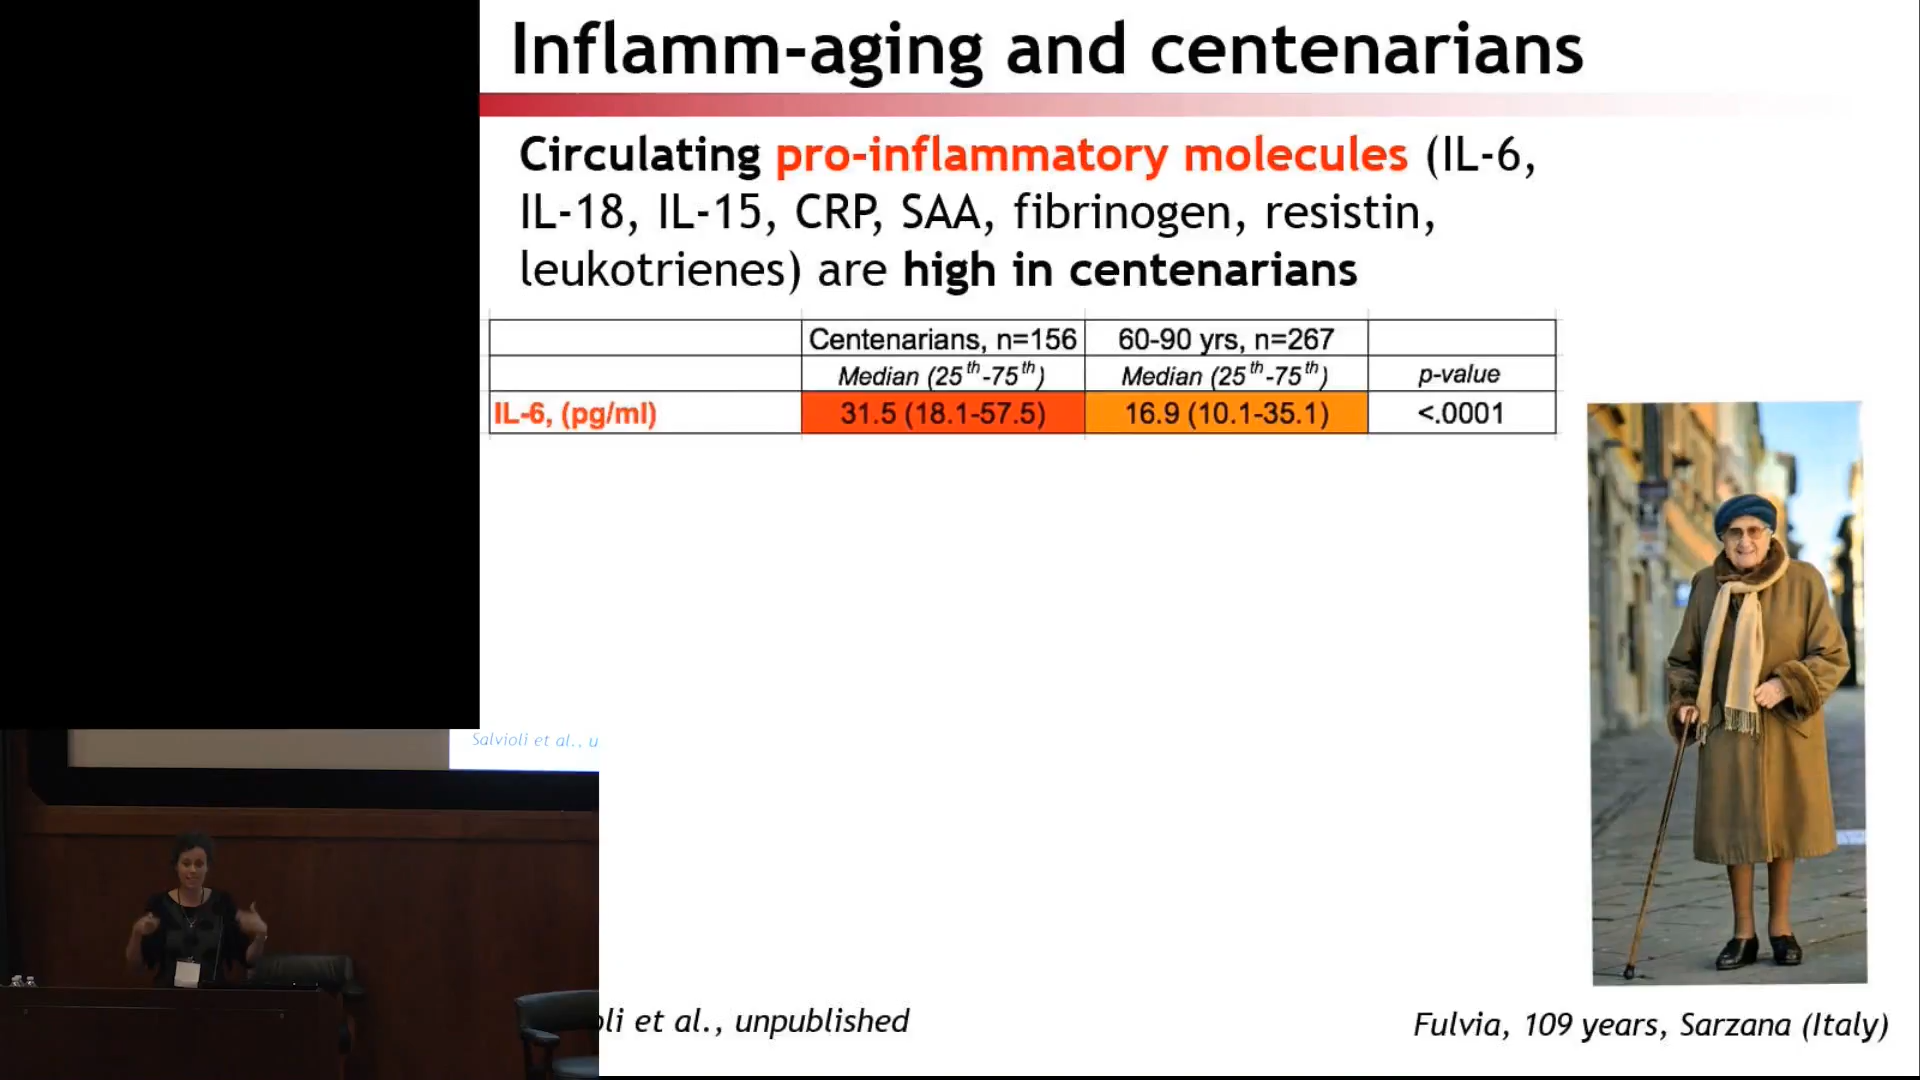 Inflamm-aging and centenarians
Circulating pro-inflammatory molecules (IL-6,
IL-18, IL-15, CRP, SAA, fibrinogen, resistin,
leukotrienes) are high in centenarians
Centenarians, n=156 60-90 yrs, n=267
Median (25th-75th) Median (25th-75th) p-value
IL-6, (pg/ml) 31.5 (18.1-57.5) 16.9 (10.1-35.1) <.0001
Salvioli et al., u
oli et al., unpublished
Fulvia, 109 years, Sarzana (Italy)